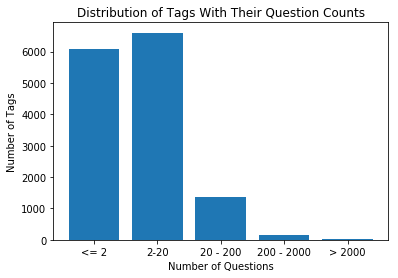 Distribution of Tags With Their Question Counts
Number of Tags
6000
5000
4000
3000
2000
1000
0
<= 2 2-20 20 - 200 200 - 2000 > 2000
Number of Questions